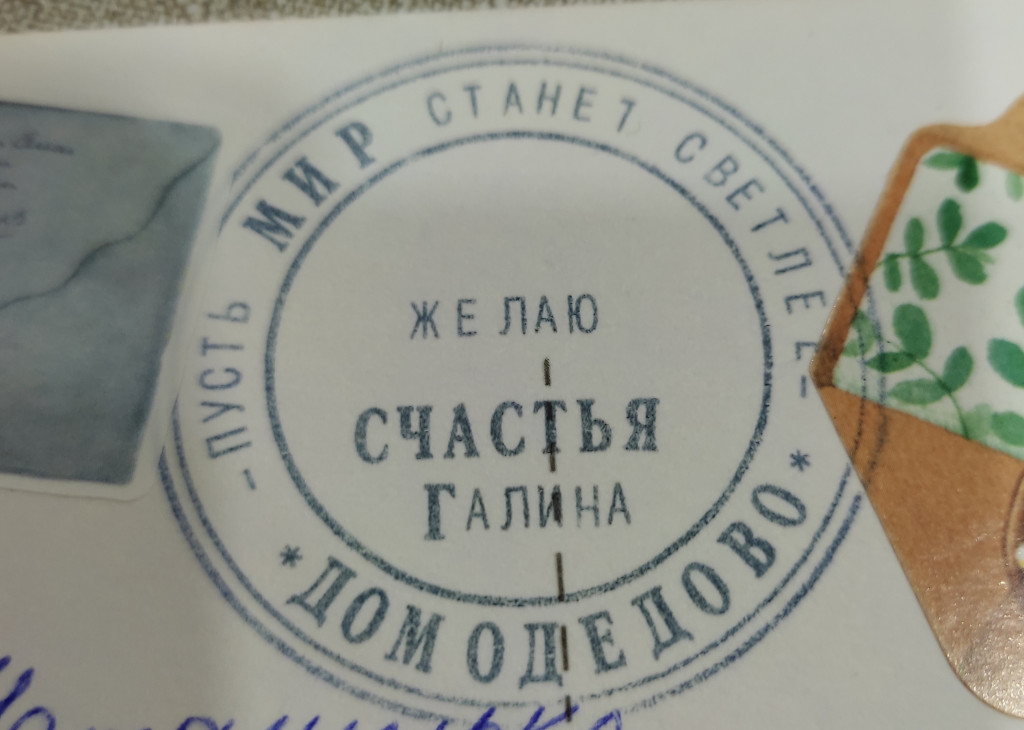 -ПУСТЬ МИР СТАНЕТ СВЕТЛЕЕ-
ЖЕЛАЮ
СЧАСТЬЯ
ГАЛИНА
*ДОМОДЕДОВО*